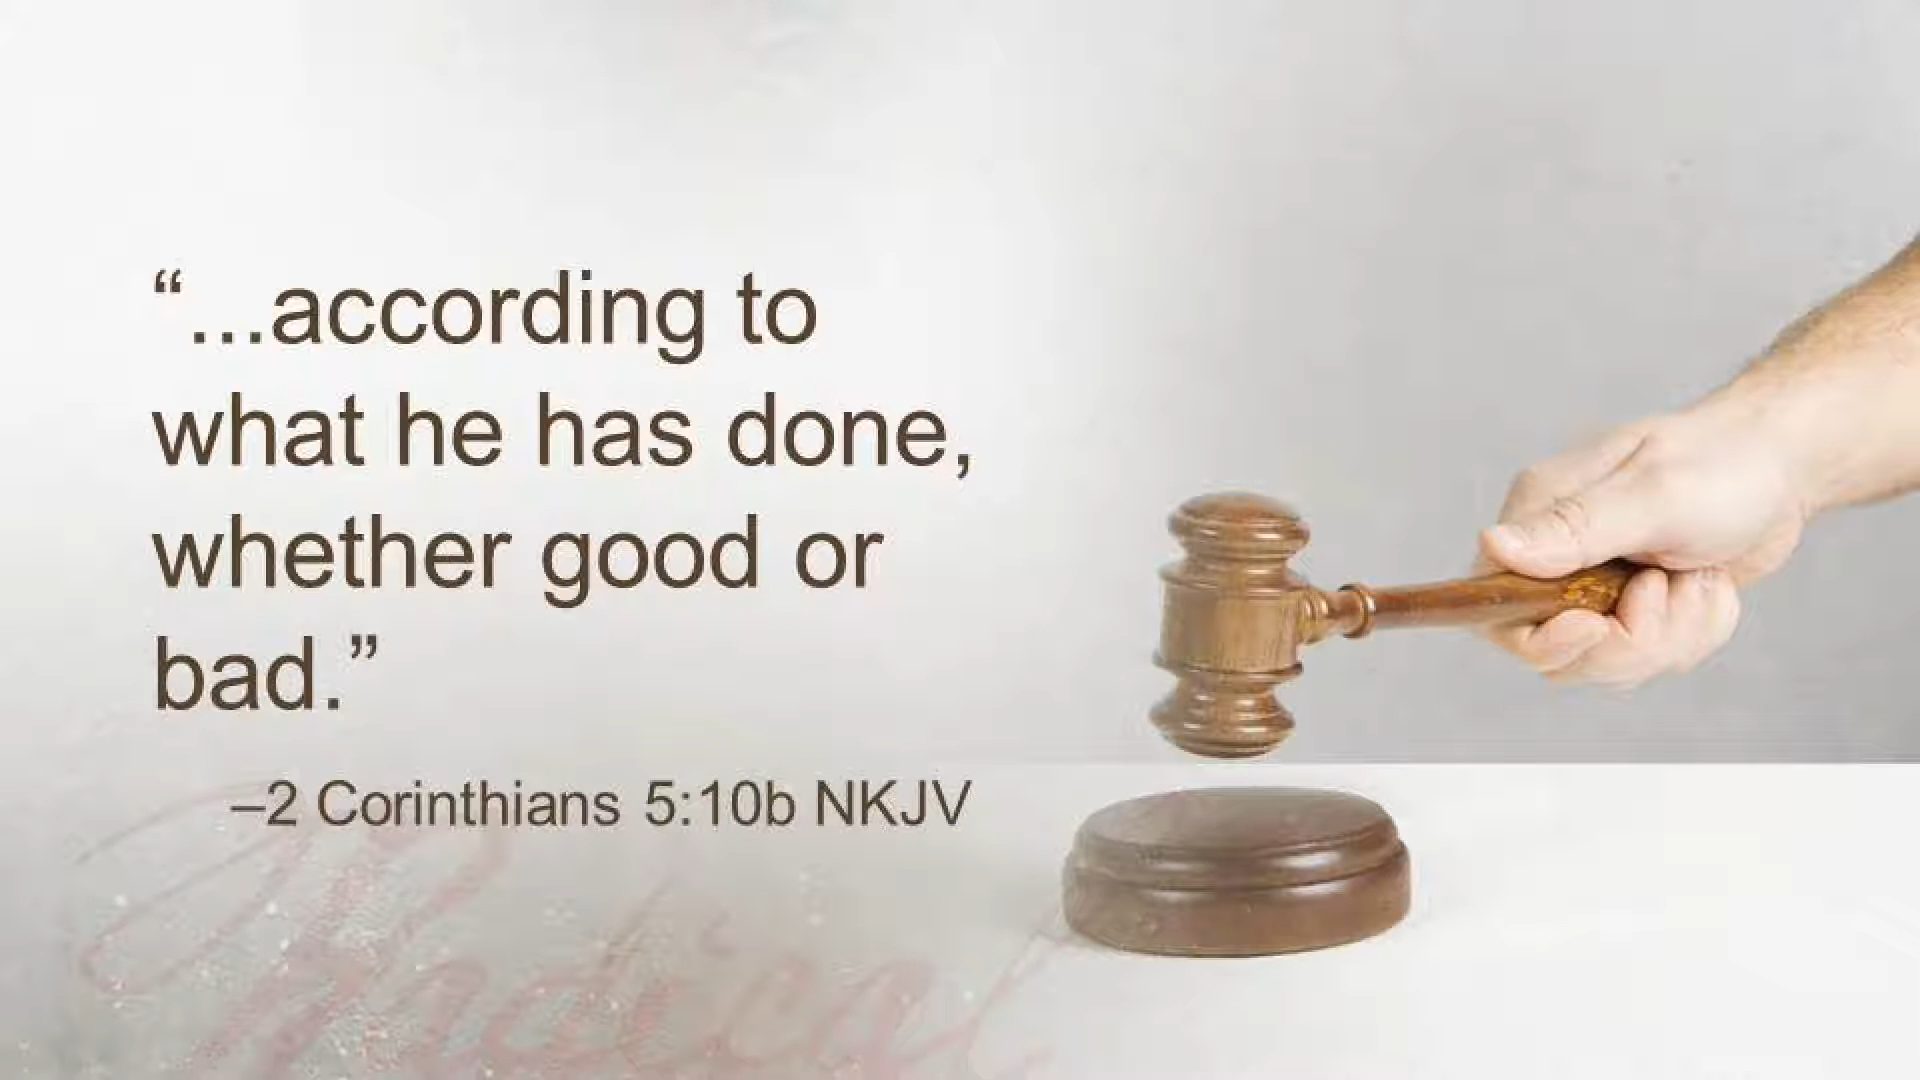 “...according to
what he has done,
whether good or
bad.”
–2 Corinthians 5:10b NKJV